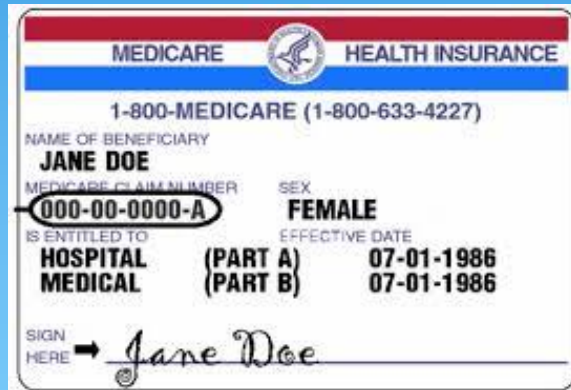 MEDICARE HEALTH INSURANCE
1-800-MEDICARE (1-800-633-4227)
NAME OF BENEFICIARY
JANE DOE
MEDICARE CLAIM NUMBER SEX
000-00-0000-A FEMALE
IS ENTITLED TO EFFECTIVE DATE
HOSPITAL (PART A) 07-01-1986
MEDICAL (PART B) 07-01-1986
SIGN
HERE Jane Doe